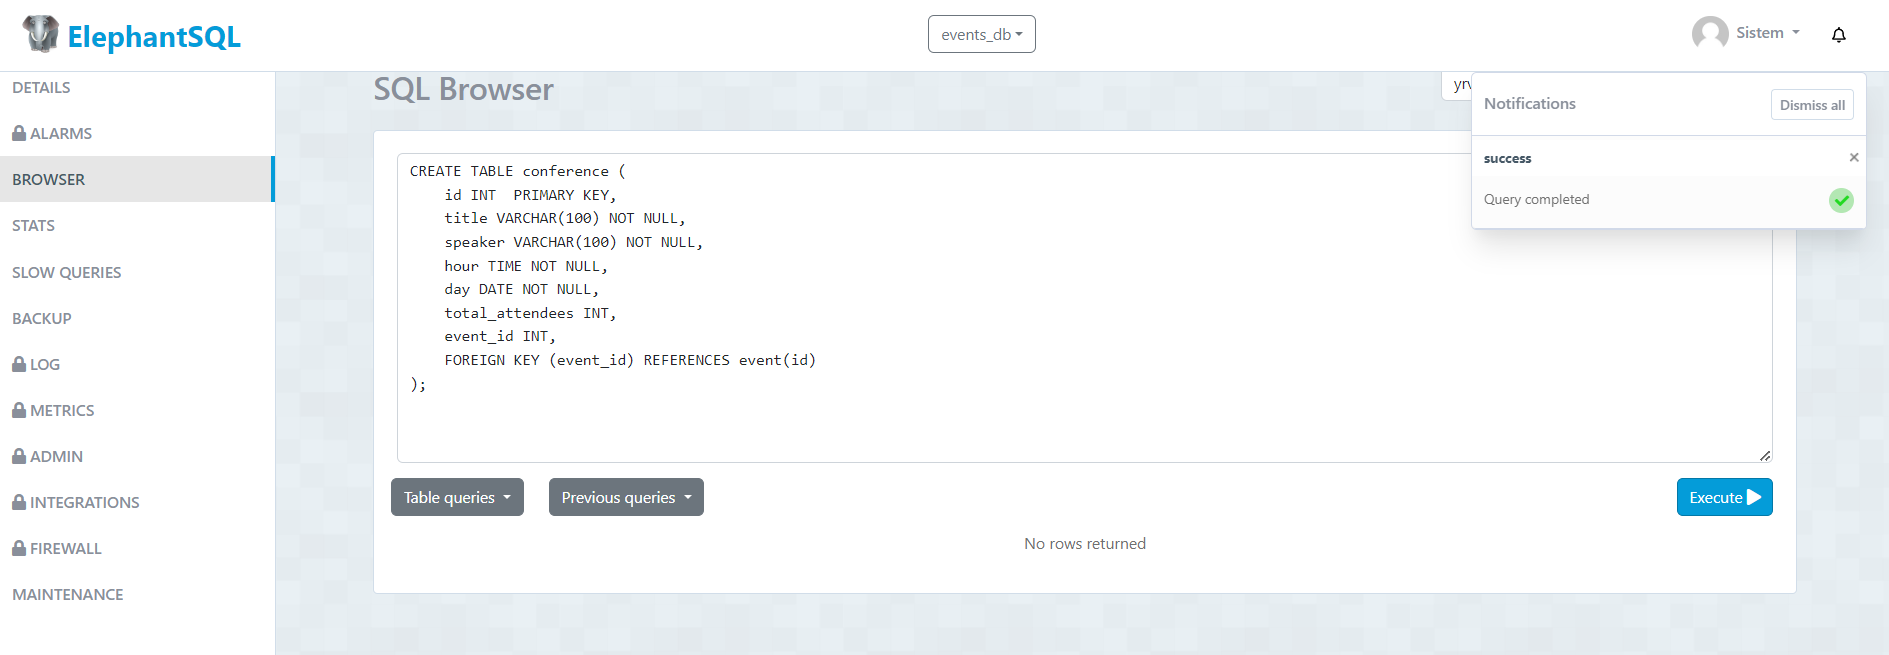 ElephantSQL
events_db
Sistem
DETAILS
ALARMS
BROWSER
STATS
SLOW QUERIES
BACKUP
LOG
METRICS
ADMIN
INTEGRATIONS
FIREWALL
MAINTENANCE
SQL Browser
Notifications
Dismiss all
success
Query completed
CREATE TABLE conference (
    id INT  PRIMARY KEY,
    title VARCHAR(100) NOT NULL,
    speaker VARCHAR(100) NOT NULL,
    hour TIME NOT NULL,
    day DATE NOT NULL,
    total_attendees INT,
    event_id INT,
    FOREIGN KEY (event_id) REFERENCES event(id)
);
Table queries
Previous queries
Execute
No rows returned